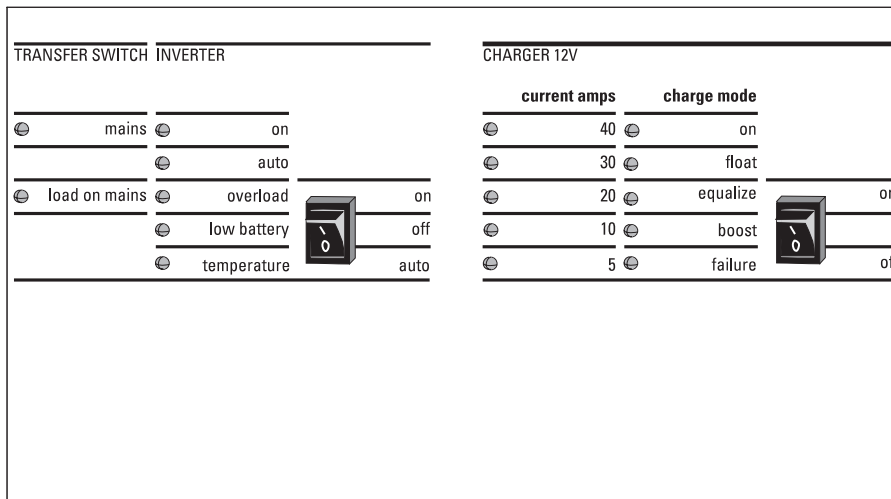 TRANSFER SWITCH INVERTER CHARGER 12V
current amps charge mode
mains on 40 on
auto 30 float
load on mains overload on 20 equalize on
low battery off 10 boost
temperature auto 5 failure